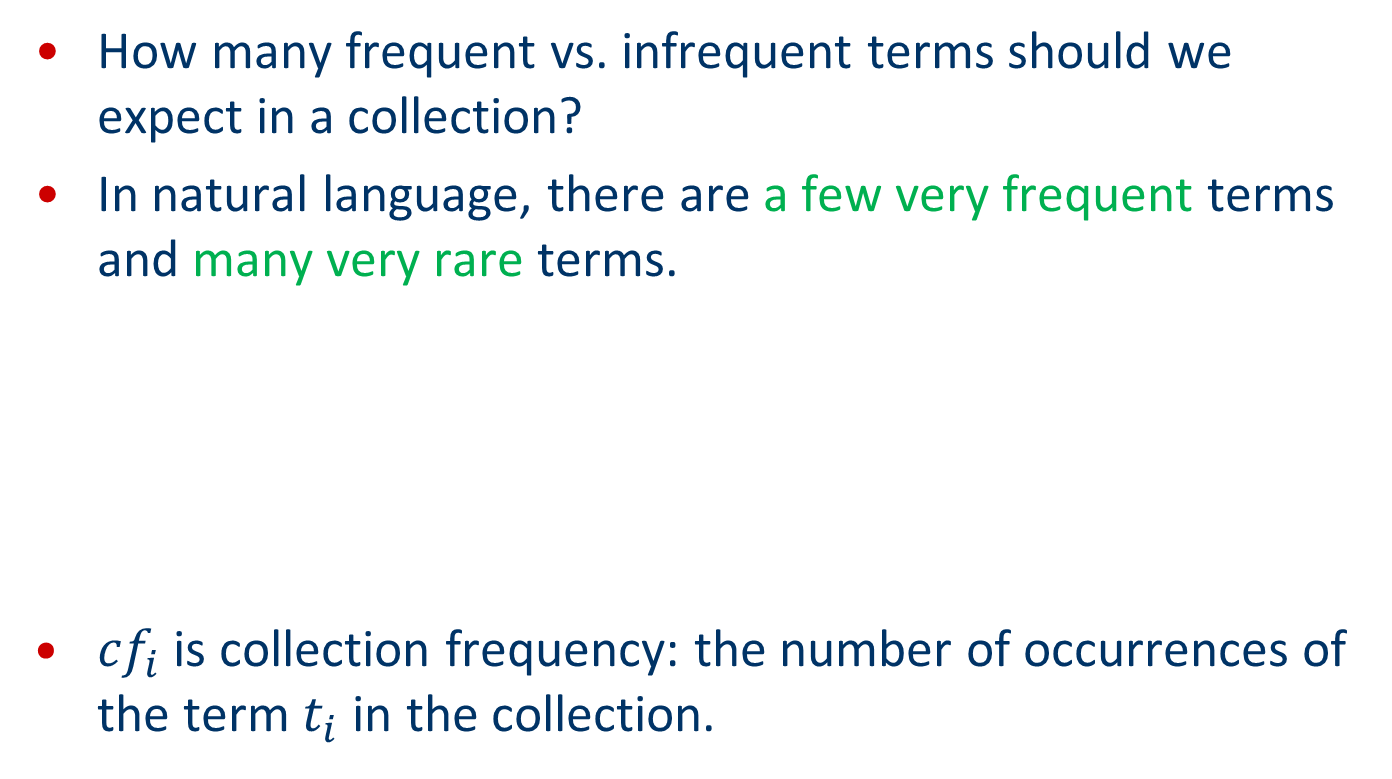 • How many frequent vs. infrequent terms should we
expect in a collection?
• In natural language, there are a few very frequent terms
and many very rare terms.
• 𝑐𝑓ᵢ is collection frequency: the number of occurrences of
the term 𝑡ᵢ in the collection.